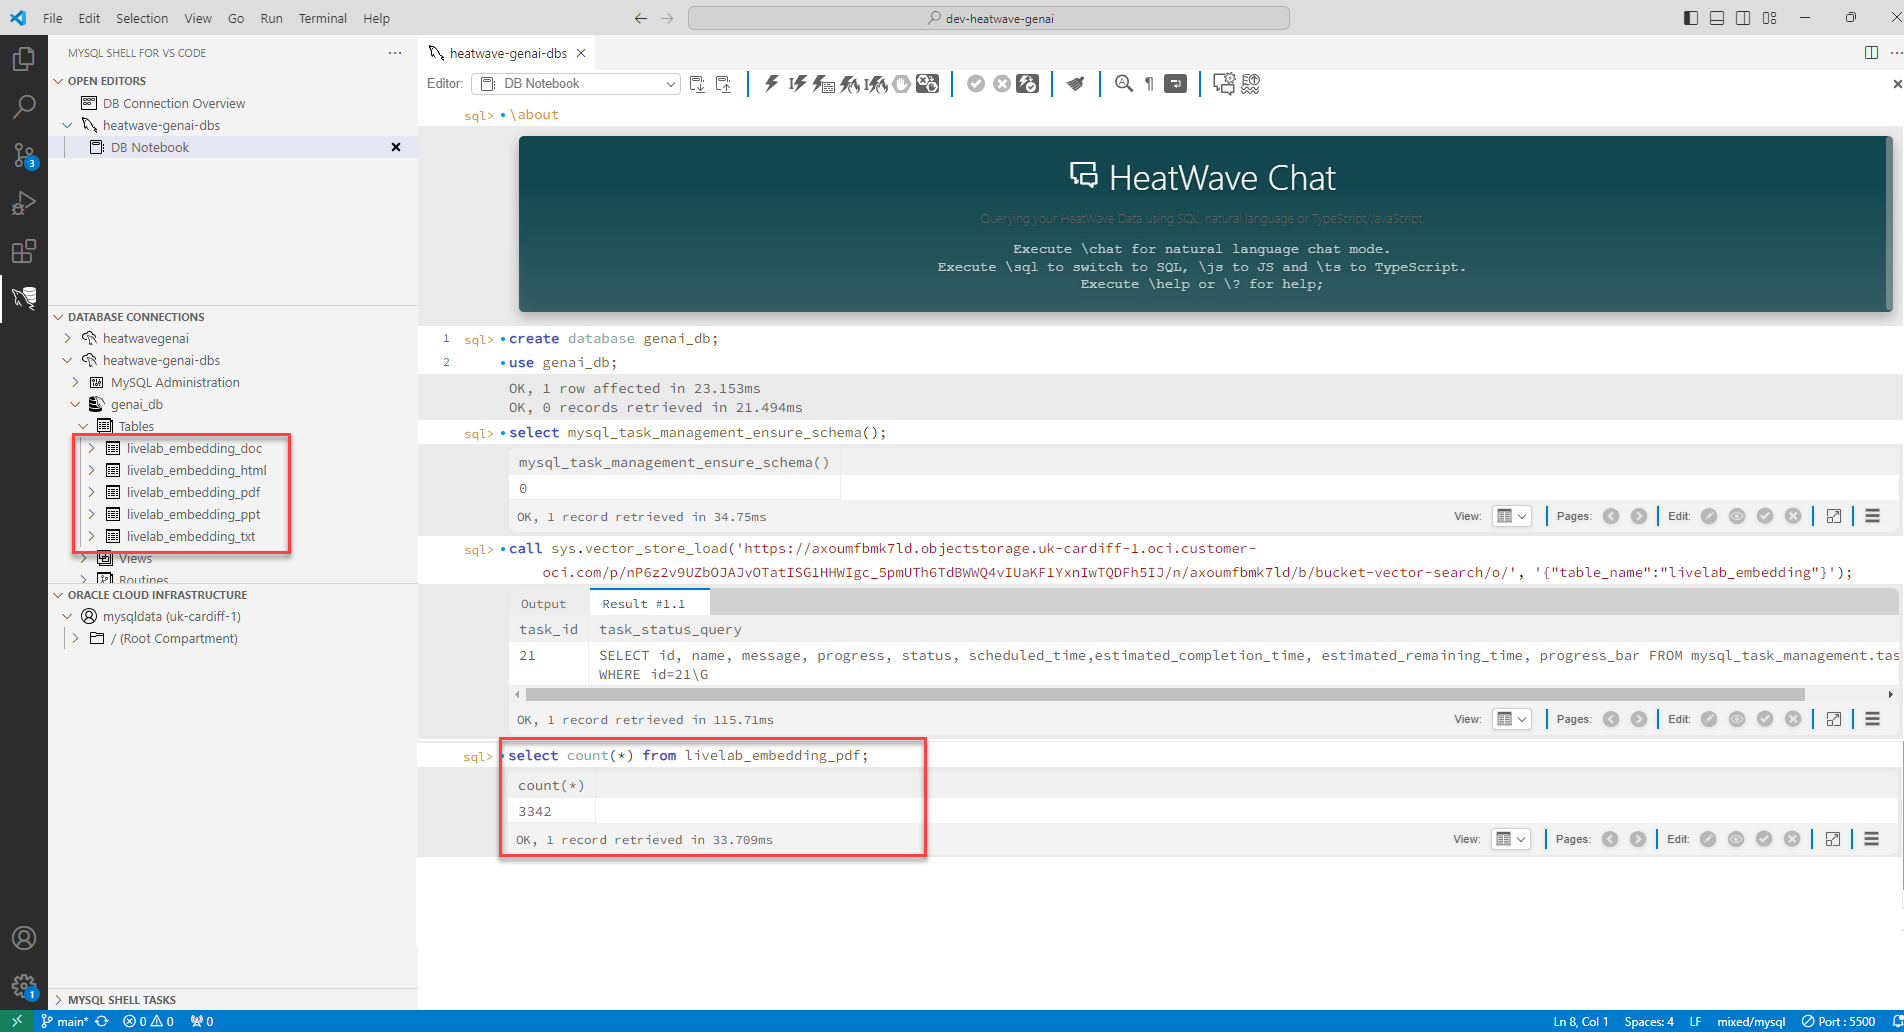 File Edit Selection View Go Run Terminal Help
dev-heatwave-genai
MYSQL SHELL FOR VS CODE
OPEN EDITORS
DB Connection Overview
heatwave-genai-dbs
DB Notebook
3
DATABASE CONNECTIONS
heatwavegenai
heatwave-genai-dbs
MySQL Administration
genai_db
Tables
livelab_embedding_doc
livelab_embedding_html
livelab_embedding_pdf
livelab_embedding_ppt
livelab_embedding_txt
Views
Routines
ORACLE CLOUD INFRASTRUCTURE
mysqldata (uk-cardiff-1)
/ (Root Compartment)
MYSQL SHELL TASKS
1
heatwave-genai-dbs
Editor: DB Notebook
sql> \about
HeatWave Chat
Querying your HeatWave Data using SQL, natural language or TypeScript/JavaScript.
Execute \chat for natural language chat mode.
Execute \sql to switch to SQL, \js to JS and \ts to TypeScript.
Execute \help or \? for help;
1 sql> create database genai_db;
2 use genai_db;
OK, 1 row affected in 23.153ms
OK, 0 records retrieved in 21.494ms
sql> select mysql_task_management_ensure_schema();
mysql_task_management_ensure_schema()
0
OK, 1 record retrieved in 34.75ms
View: Pages: Edit:
sql> call sys.vector_store_load('https://axoumfbmk7ld.objectstorage.uk-cardiff-1.oci.customer-
oci.com/p/nP6z2v9UZbOJAJvOTatISG1HHWIgc_5pmUTh6TdBWWQ4vIUaKF1YxnIwTQDFh5IJ/n/axoumfbmk7ld/b/bucket-vector-search/o/', '{"table_name":"livelab_embedding"}');
Output Result #1.1
task_id task_status_query
21 SELECT id, name, message, progress, status, scheduled_time,estimated_completion_time, estimated_remaining_time, progress_bar FROM mysql_task_management.tas
WHERE id=21\G
OK, 1 record retrieved in 115.71ms
View: Pages: Edit:
sql> select count(*) from livelab_embedding_pdf;
count(*)
3342
OK, 1 record retrieved in 33.709ms
View: Pages: Edit:
main* 0 0 0
Ln 8, Col 1 Spaces: 4 LF mixed/mysql Port : 5500